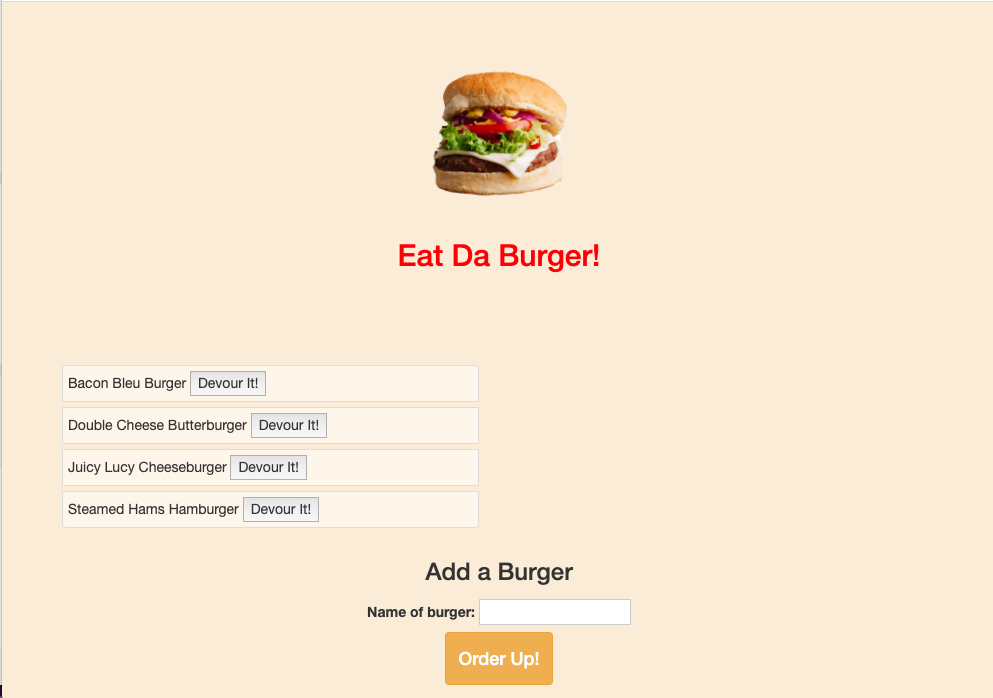 Eat Da Burger!
Bacon Bleu Burger Devour It!
Double Cheese Butterburger Devour It!
Juicy Lucy Cheeseburger Devour It!
Steamed Hams Hamburger Devour It!
Add a Burger
Name of burger:
Order Up!